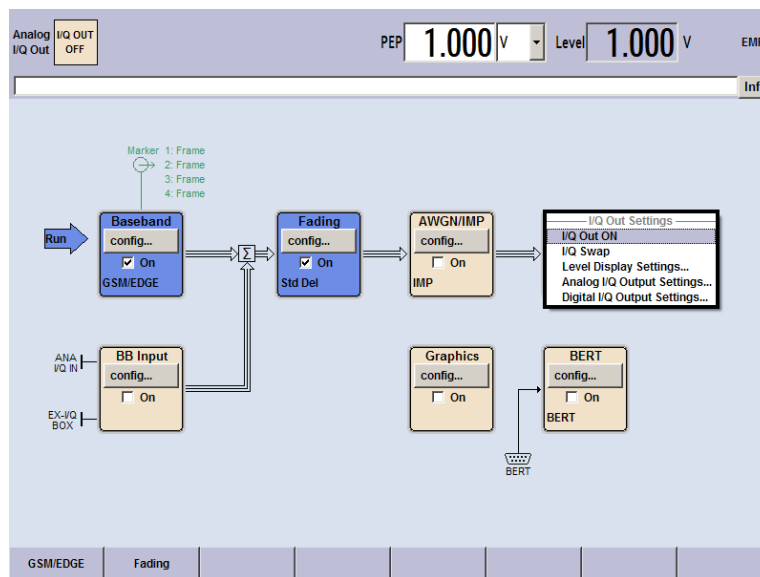 Analog
I/Q Out
I/Q OUT
OFF
PEP 1.000 V Level 1.000 V
Marker 1: Frame
2: Frame
3: Frame
4: Frame
Run
Baseband
config...
On
GSM/EDGE
Σ
Fading
config...
On
Std Del
AWGN/IMP
config...
On
IMP
I/Q Out Settings
I/Q Out ON
I/Q Swap
Level Display Settings...
Analog I/Q Output Settings...
Digital I/Q Output Settings...
ANA
I/Q IN
EX-I/Q
BOX
BB Input
config...
On
Graphics
config...
On
BERT
config...
On
BERT
BERT
GSM/EDGE Fading